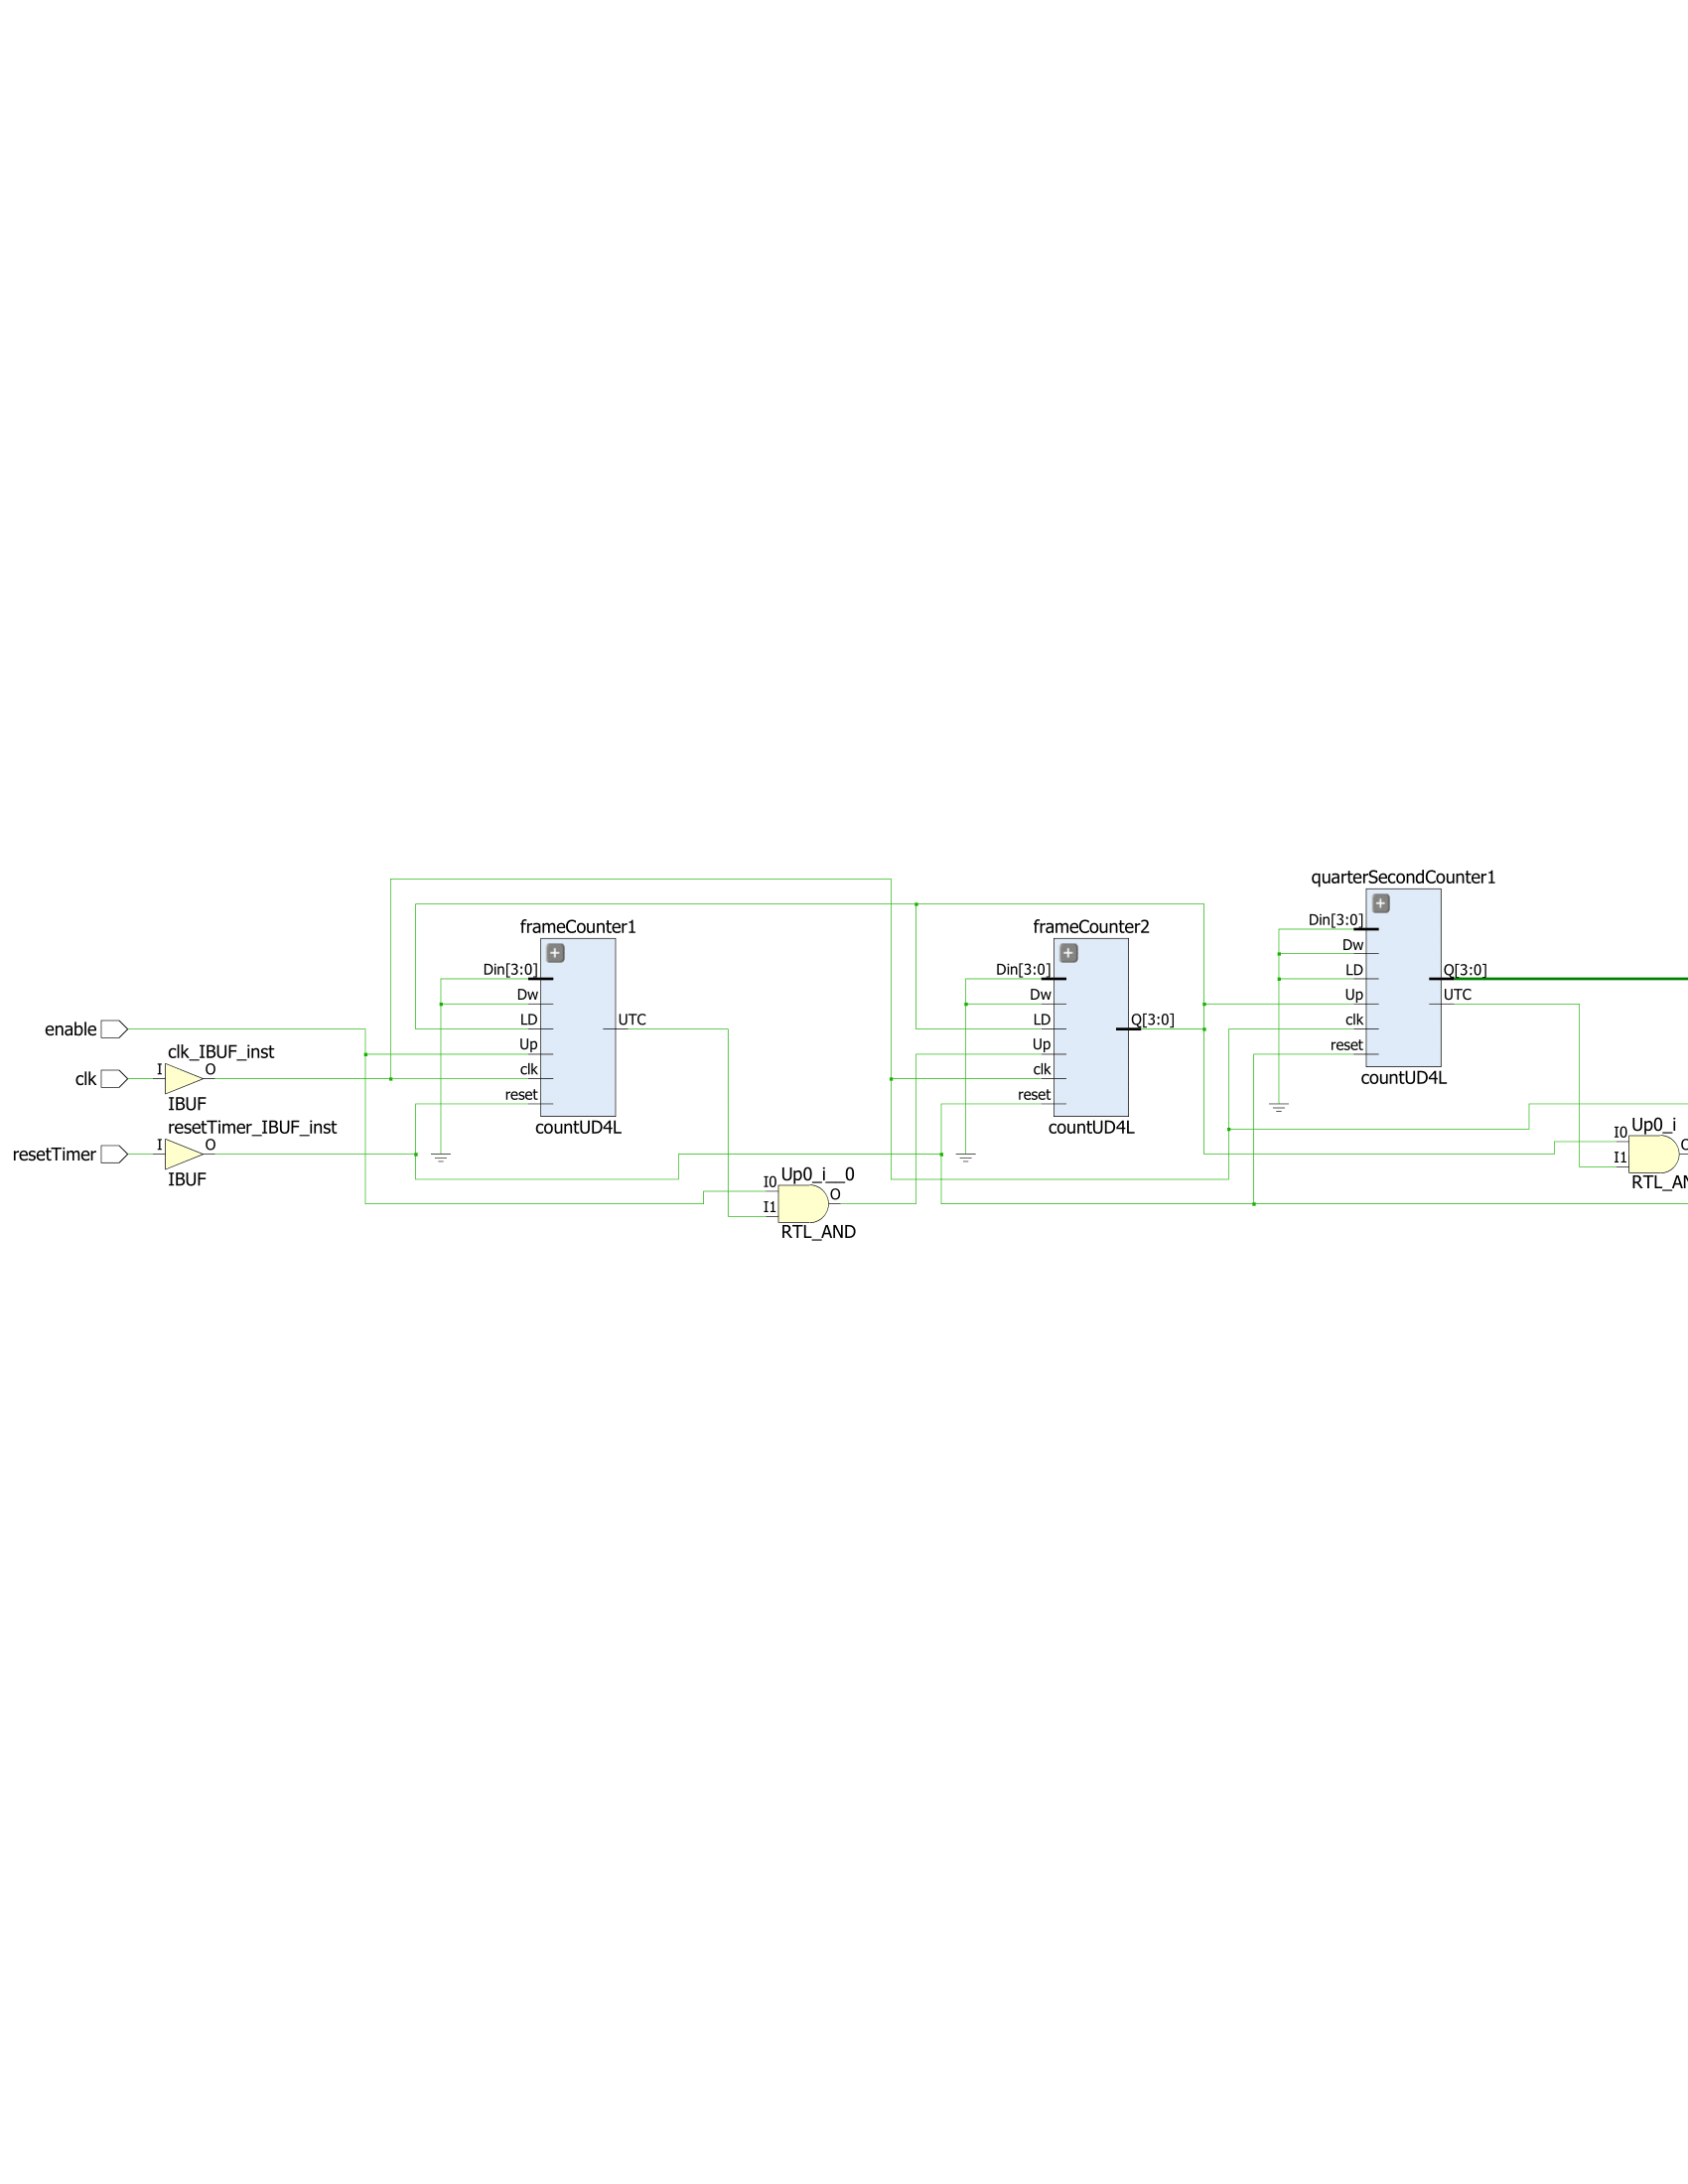 enable
clk
resetTimer
clk_IBUF_inst
I
O
IBUF
resetTimer_IBUF_inst
I
O
IBUF
frameCounter1
Din[3:0]
Dw
LD
Up
clk
reset
UTC
countUD4L
Up0_i__0
I0
I1
O
RTL_AND
frameCounter2
Din[3:0]
Dw
LD
Up
clk
reset
Q[3:0]
countUD4L
quarterSecondCounter1
Din[3:0]
Dw
LD
Up
clk
reset
Q[3:0]
UTC
countUD4L
Up0_i
I0
I1
O
RTL_AN